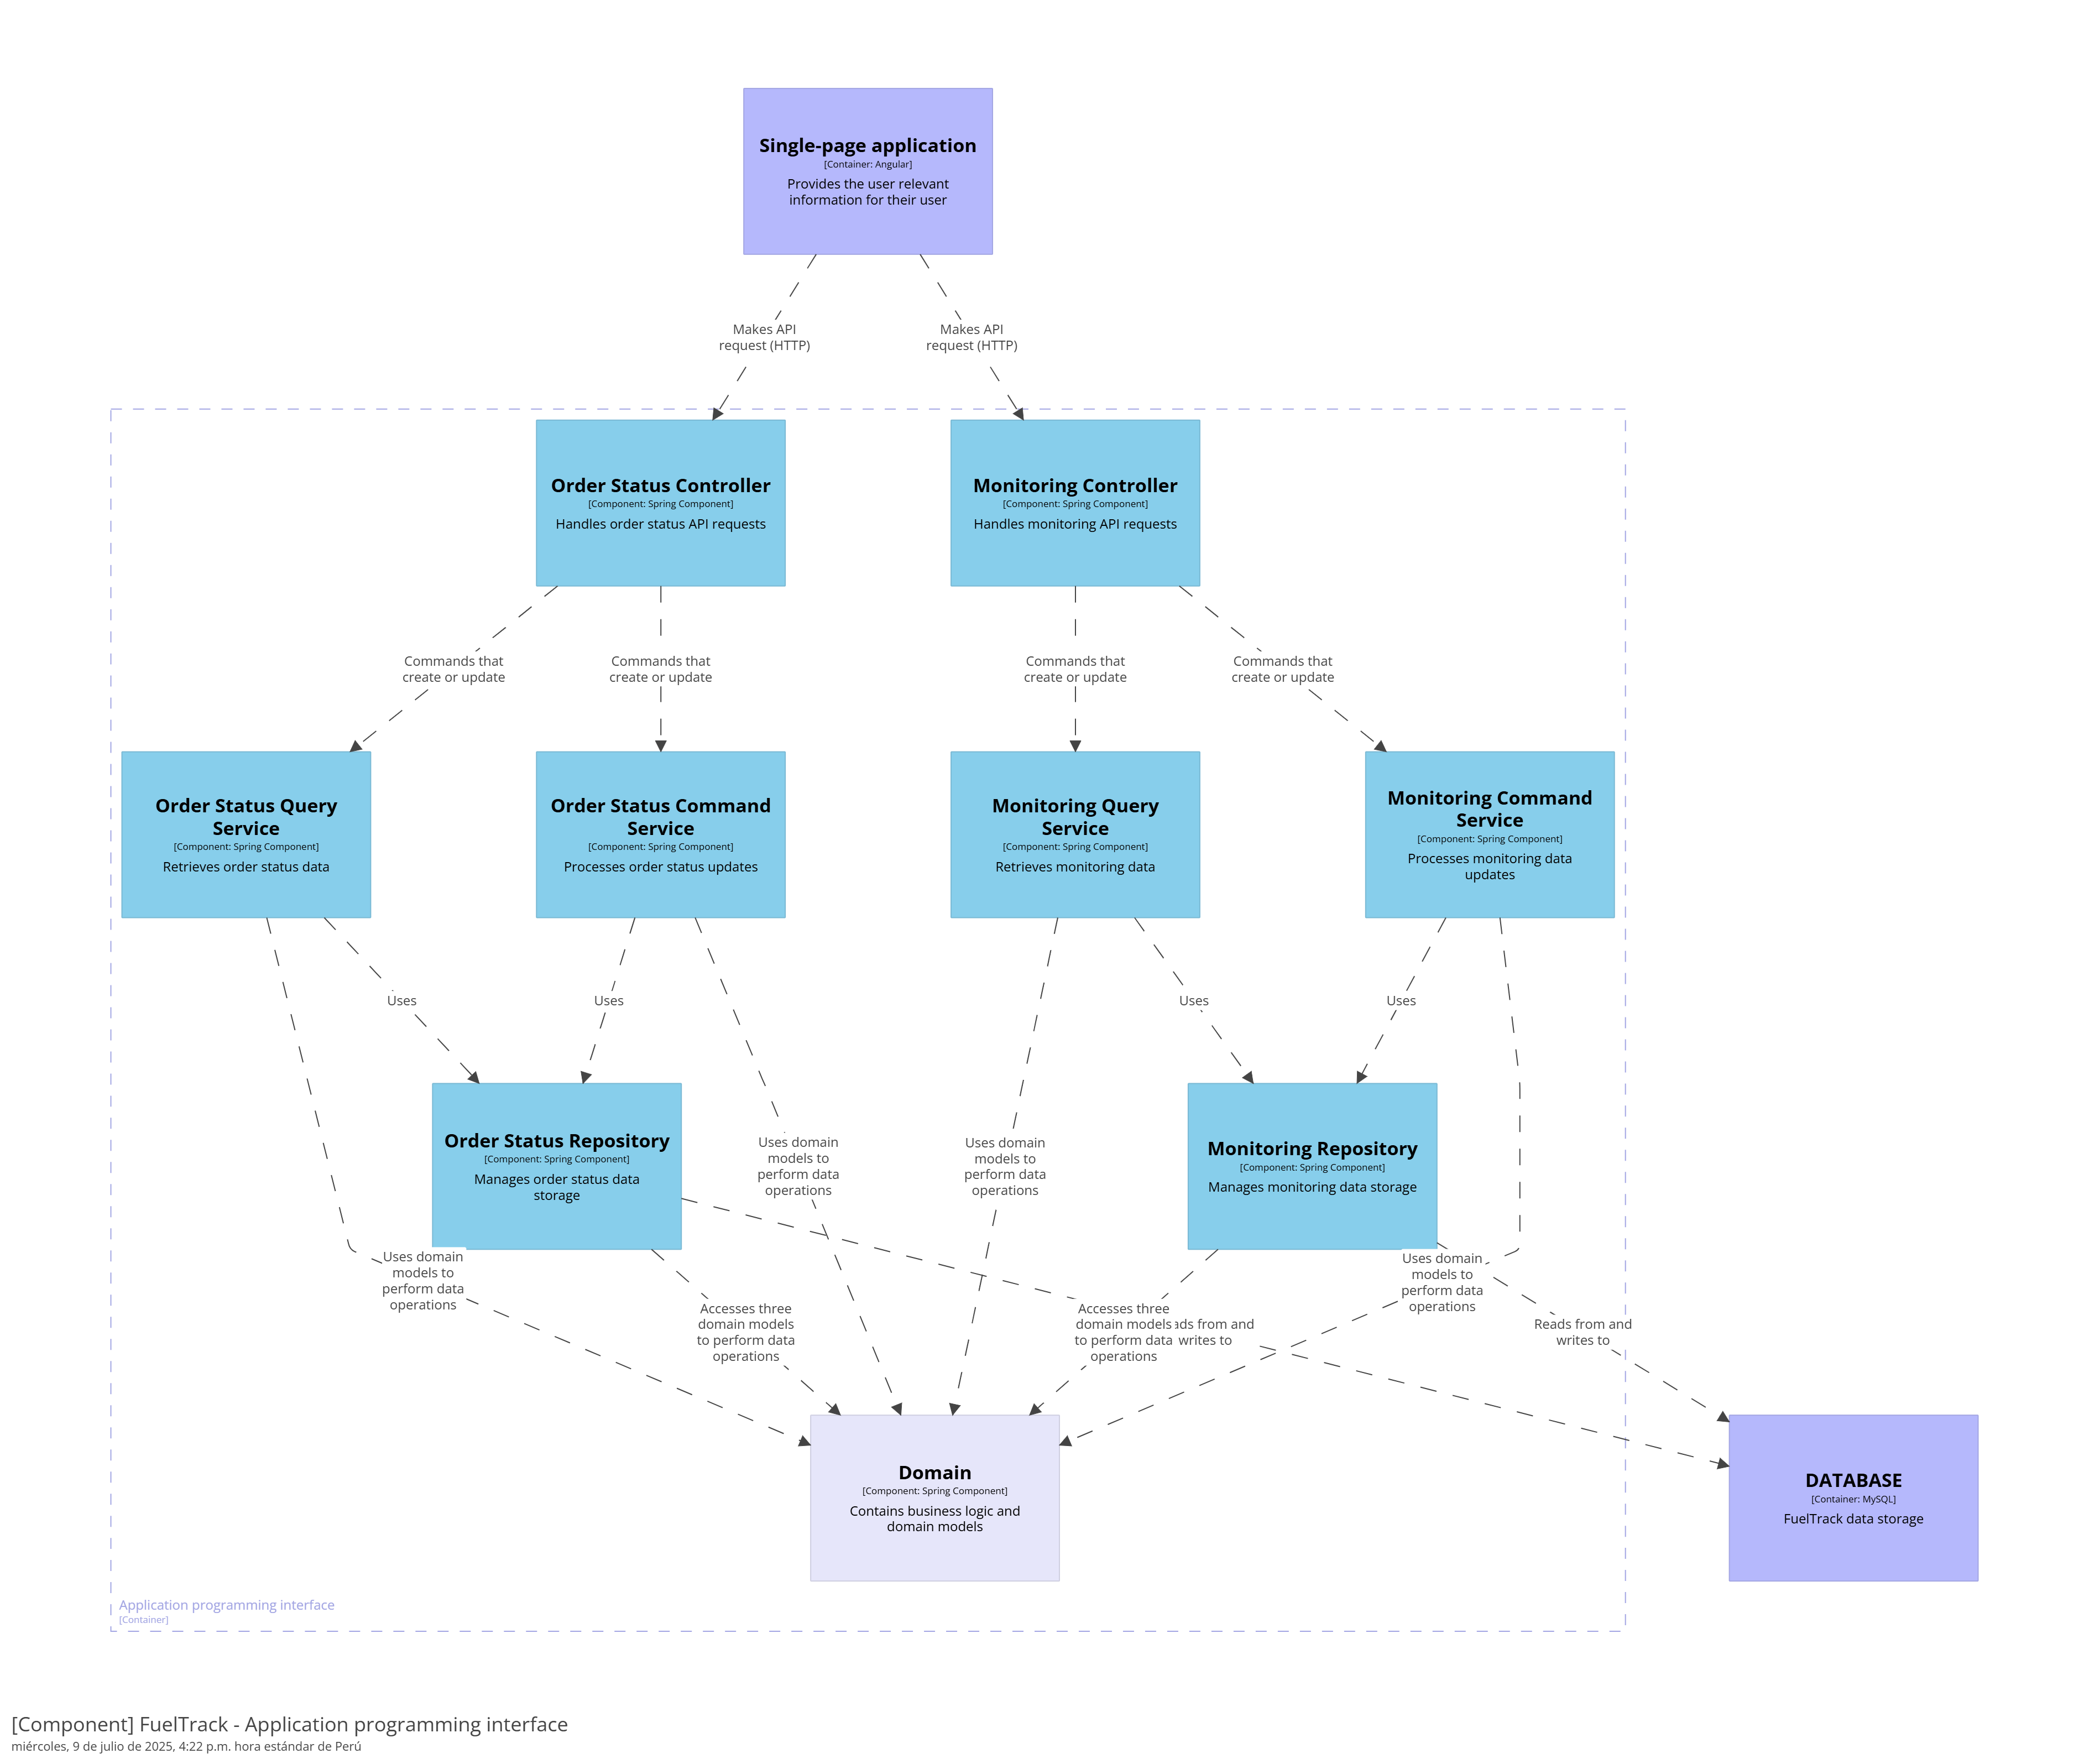 Single-page application
[Container: Angular]
Provides the user relevant
information for their user
Makes API
request (HTTP)
Makes API
request (HTTP)
Order Status Controller
[Component: Spring Component]
Handles order status API requests
Monitoring Controller
[Component: Spring Component]
Handles monitoring API requests
Commands that
create or update
Commands that
create or update
Commands that
create or update
Commands that
create or update
Order Status Query
Service
[Component: Spring Component]
Retrieves order status data
Order Status Command
Service
[Component: Spring Component]
Processes order status updates
Monitoring Query
Service
[Component: Spring Component]
Retrieves monitoring data
Monitoring Command
Service
[Component: Spring Component]
Processes monitoring data
updates
Uses
Uses
Uses
Uses
Order Status Repository
[Component: Spring Component]
Manages order status data
storage
Uses domain
models to
perform data
operations
Uses domain
models to
perform data
operations
Monitoring Repository
[Component: Spring Component]
Manages monitoring data storage
Uses domain
models to
perform data
operations
Accesses three
domain models
to perform data
operations
Accesses three
domain models
to perform data
operations
from and
writes to
Uses domain
models to
perform data
operations
Reads from and
writes to
Domain
[Component: Spring Component]
Contains business logic and
domain models
DATABASE
[Container: MySQL]
FuelTrack data storage
Application programming interface
[Container]
[Component] FuelTrack - Application programming interface
miércoles, 9 de julio de 2025, 4:22 p.m. hora estándar de Perú